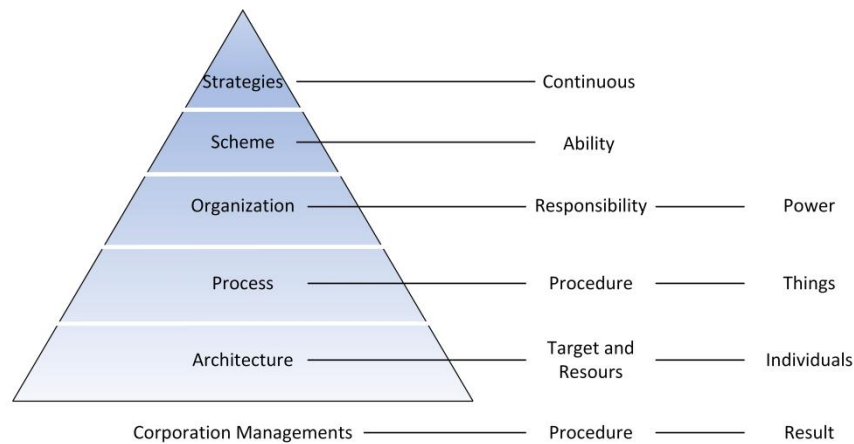 Strategies Continuous
Scheme Ability
Organization Responsibility Power
Process Procedure Things
Architecture Target and Resours Individuals
Corporation Managements Procedure Result